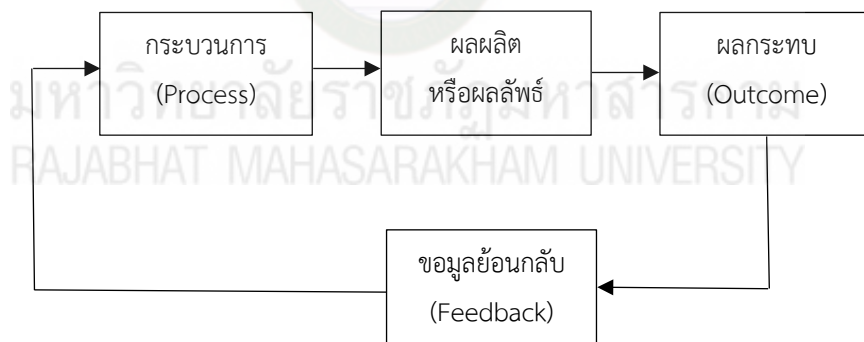 กระบวนการ
(Process)
ผลผลิต
หรือผลลัพธ์
ผลกระทบ
(Outcome)
มหาวิทยาลัยราชภัฏมหาสารคาม
RAJABHAT MAHASARAKHAM UNIVERSITY
ขอมูลย้อนกลับ
(Feedback)